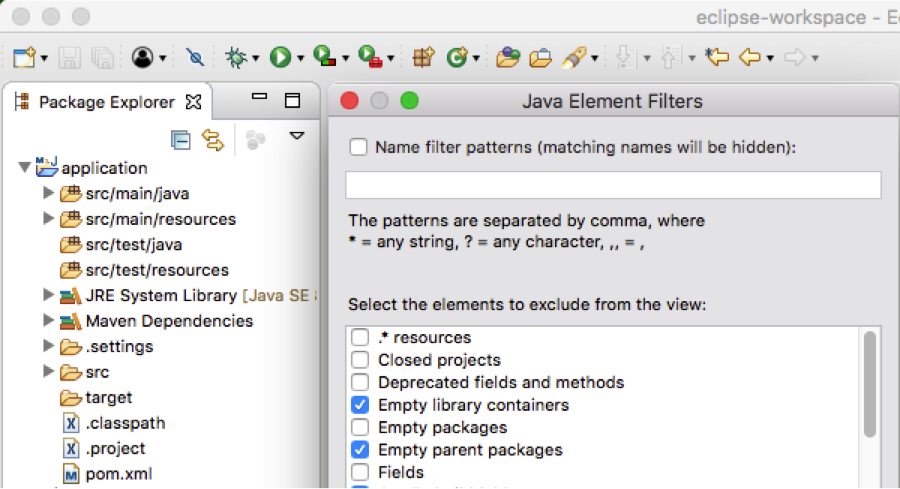 eclipse-workspace -
Package Explorer
Java Element Filters
application
src/main/java
src/main/resources
src/test/java
src/test/resources
JRE System Library [Java SE
Maven Dependencies
.settings
src
target
.classpath
.project
pom.xml
Name filter patterns (matching names will be hidden):
The patterns are separated by comma, where
* = any string, ? = any character, ,, = ,
Select the elements to exclude from the view:
.* resources
Closed projects
Deprecated fields and methods
Empty library containers
Empty packages
Empty parent packages
Fields